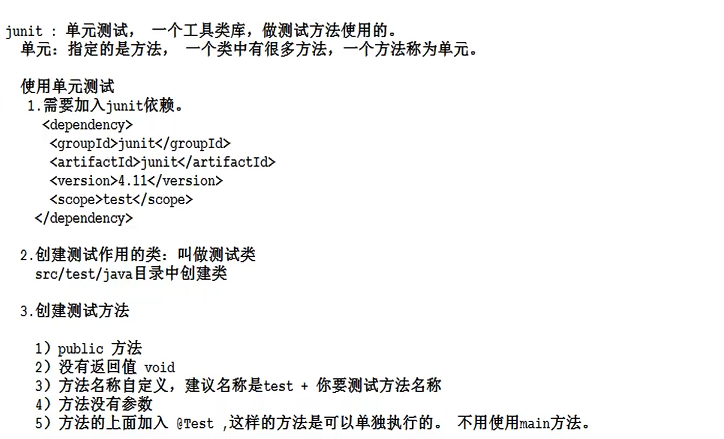 junit : 单元测试, 一个工具类库,做测试方法使用的。
单元: 指定的是方法, 一个类中有很多方法,一个方法称为单元。
使用单元测试
1.需要加入junit依赖。
<dependency>
<groupId>junit</groupId>
<artifactId>junit</artifactId>
<version>4.11</version>
<scope>test</scope>
</dependency>
2.创建测试作用的类: 叫做测试类
src/test/java目录中创建类
3.创建测试方法
1) public 方法
2) 没有返回值 void
3) 方法名称自定义,建议名称是test + 你要测试方法名称
4) 方法没有参数
5) 方法的上面加入 @Test ,这样的方法是可以单独执行的。 不用使用main方法。